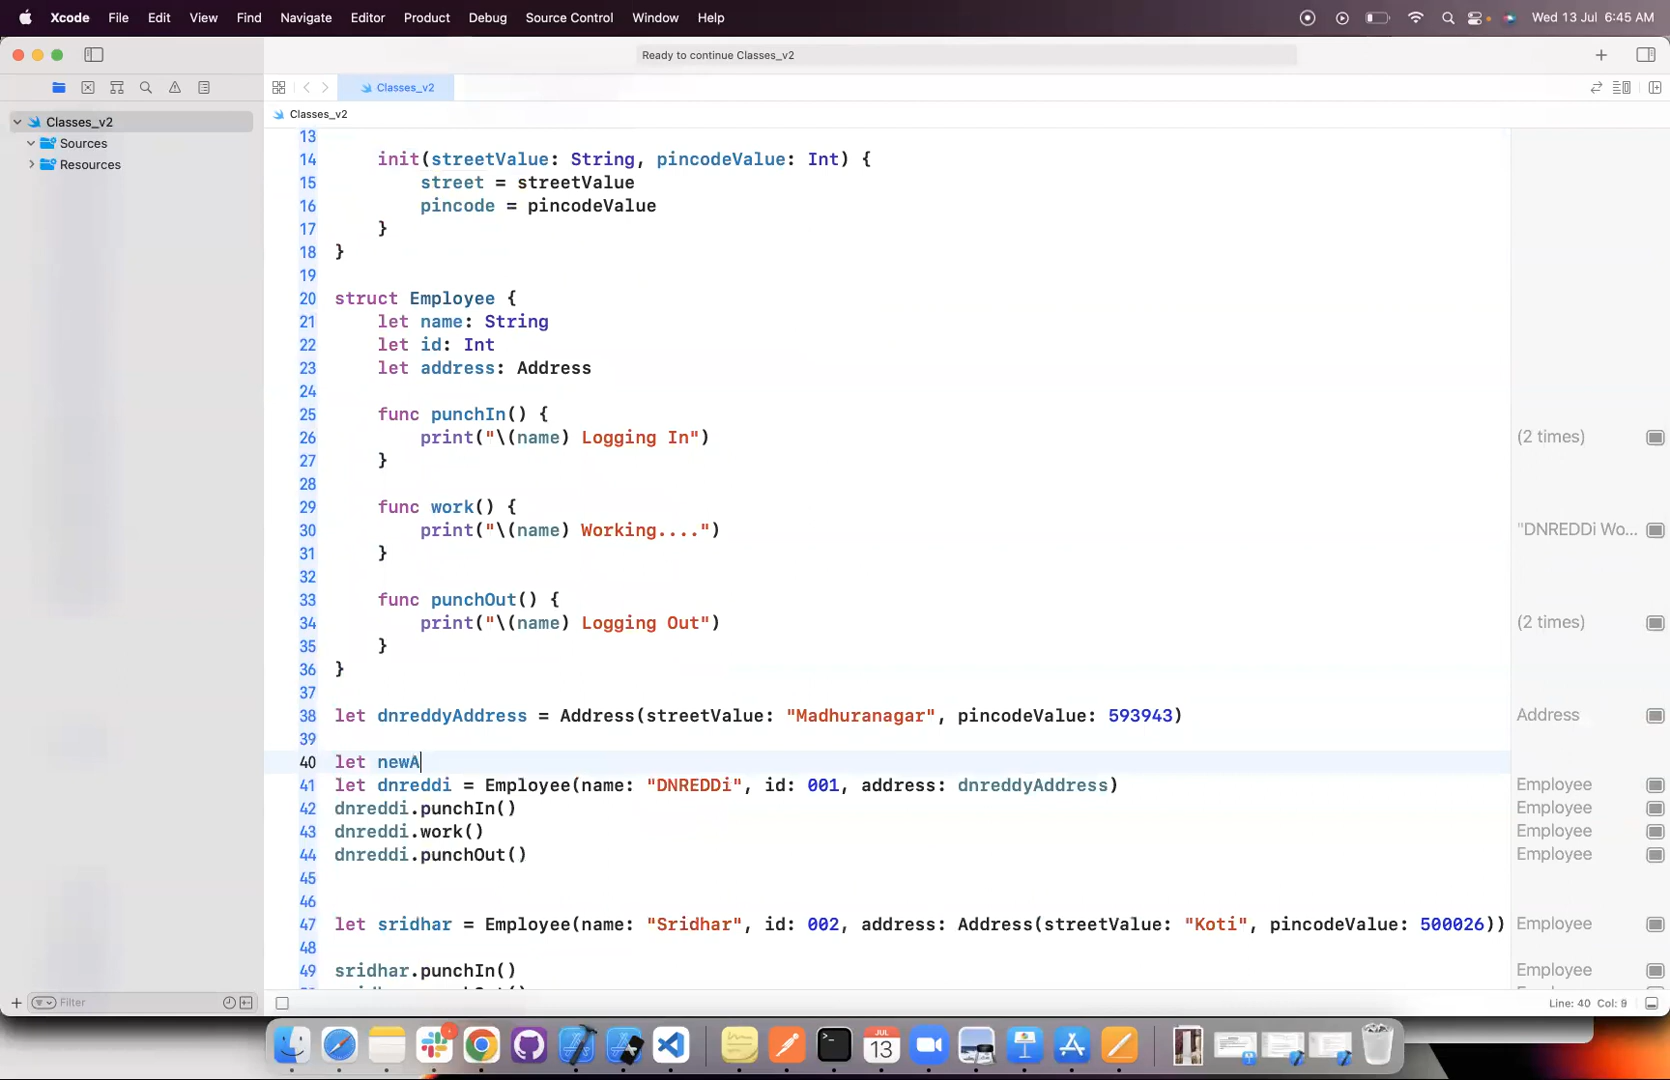 Xcode File Edit View Find Navigate Editor Product Debug Source Control Window Help Wed 13 Jul 6:45 AM
Ready to continue Classes_v2
Classes_v2
Classes_v2
Classes_v2
Sources
Resources
13
14 init(streetValue: String, pincodeValue: Int) {
15 street = streetValue
16 pincode = pincodeValue
17 }
18 }
19
20 struct Employee {
21 let name: String
22 let id: Int
23 let address: Address
24
25 func punchIn() {
26 print("\(name) Logging In") (2 times)
27 }
28
29 func work() {
30 print("\(name) Working....") "DNREDDi Wo...
31 }
32
33 func punchOut() {
34 print("\(name) Logging Out") (2 times)
35 }
36 }
37
38 let dnreddyAddress = Address(streetValue: "Madhuranagar", pincodeValue: 593943) Address
39
40 let newA
41 let dnreddi = Employee(name: "DNREDDi", id: 001, address: dnreddyAddress) Employee
42 dnreddi.punchIn() Employee
43 dnreddi.work() Employee
44 dnreddi.punchOut() Employee
45
46
47 let sridhar = Employee(name: "Sridhar", id: 002, address: Address(streetValue: "Koti", pincodeValue: 500026)) Employee
48
49 sridhar.punchIn() Employee
Filter
Line: 40 Col: 9
JUL
13